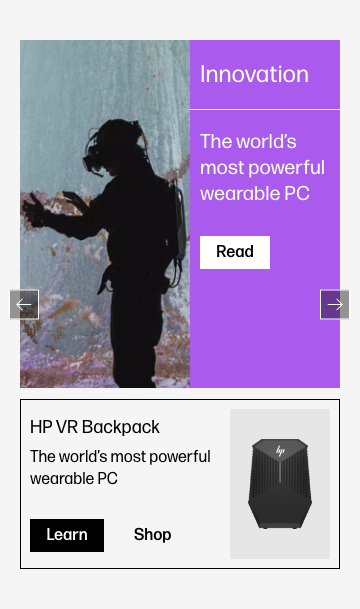 Innovation
The world's
most powerful
wearable PC
Read
HP VR Backpack
The world's most powerful
wearable PC
hp
Learn
Shop